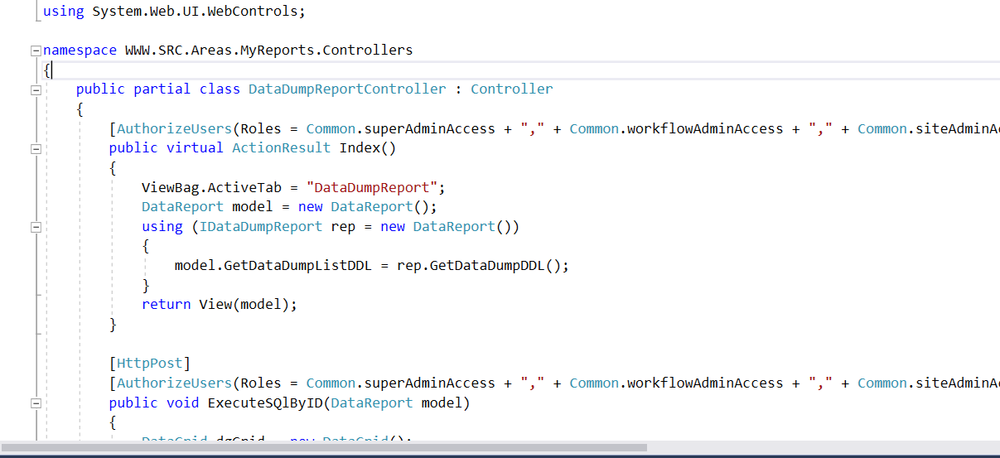 using System.Web.UI.WebControls;
namespace WWW.SRC.Areas.MyReports.Controllers
{
public partial class DataDumpReportController : Controller
{
[AuthorizeUsers(Roles = Common.superAdminAccess + "," + Common.workflowAdminAccess + "," + Common.siteAdminAc
public virtual ActionResult Index()
{
ViewBag.ActiveTab = "DataDumpReport";
DataReport model = new DataReport();
using (IDataDumpReport rep = new DataReport())
{
model.GetDataDumpListDDL = rep.GetDataDumpDDL();
}
return View(model);
}
[HttpPost]
[AuthorizeUsers(Roles = Common.superAdminAccess + "," + Common.workflowAdminAccess + "," + Common.siteAdminAc
public void ExecuteSQlByID(DataReport model)
{
DataGrid dgGrid = new DataGrid();